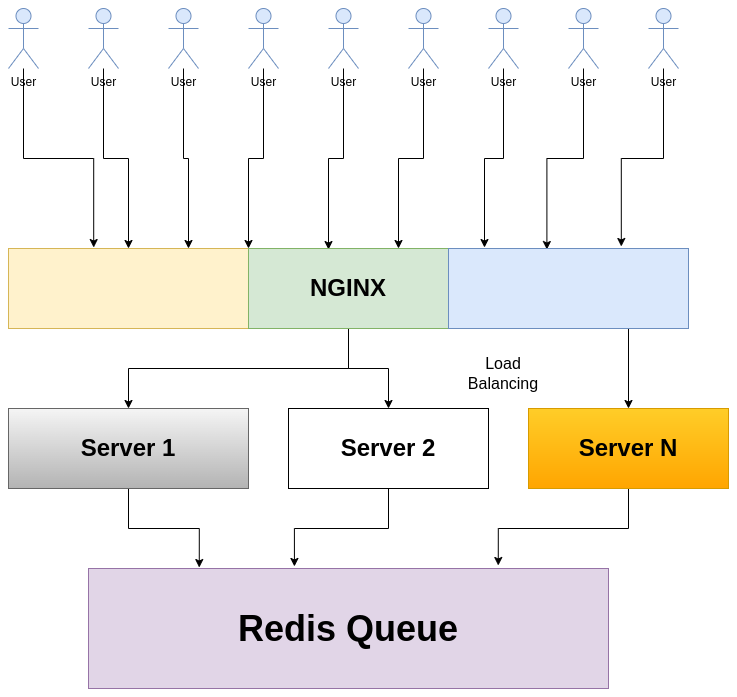 User
User
User
User
User
User
User
User
User
NGINX
Load
Balancing
Server 1
Server 2
Server N
Redis Queue